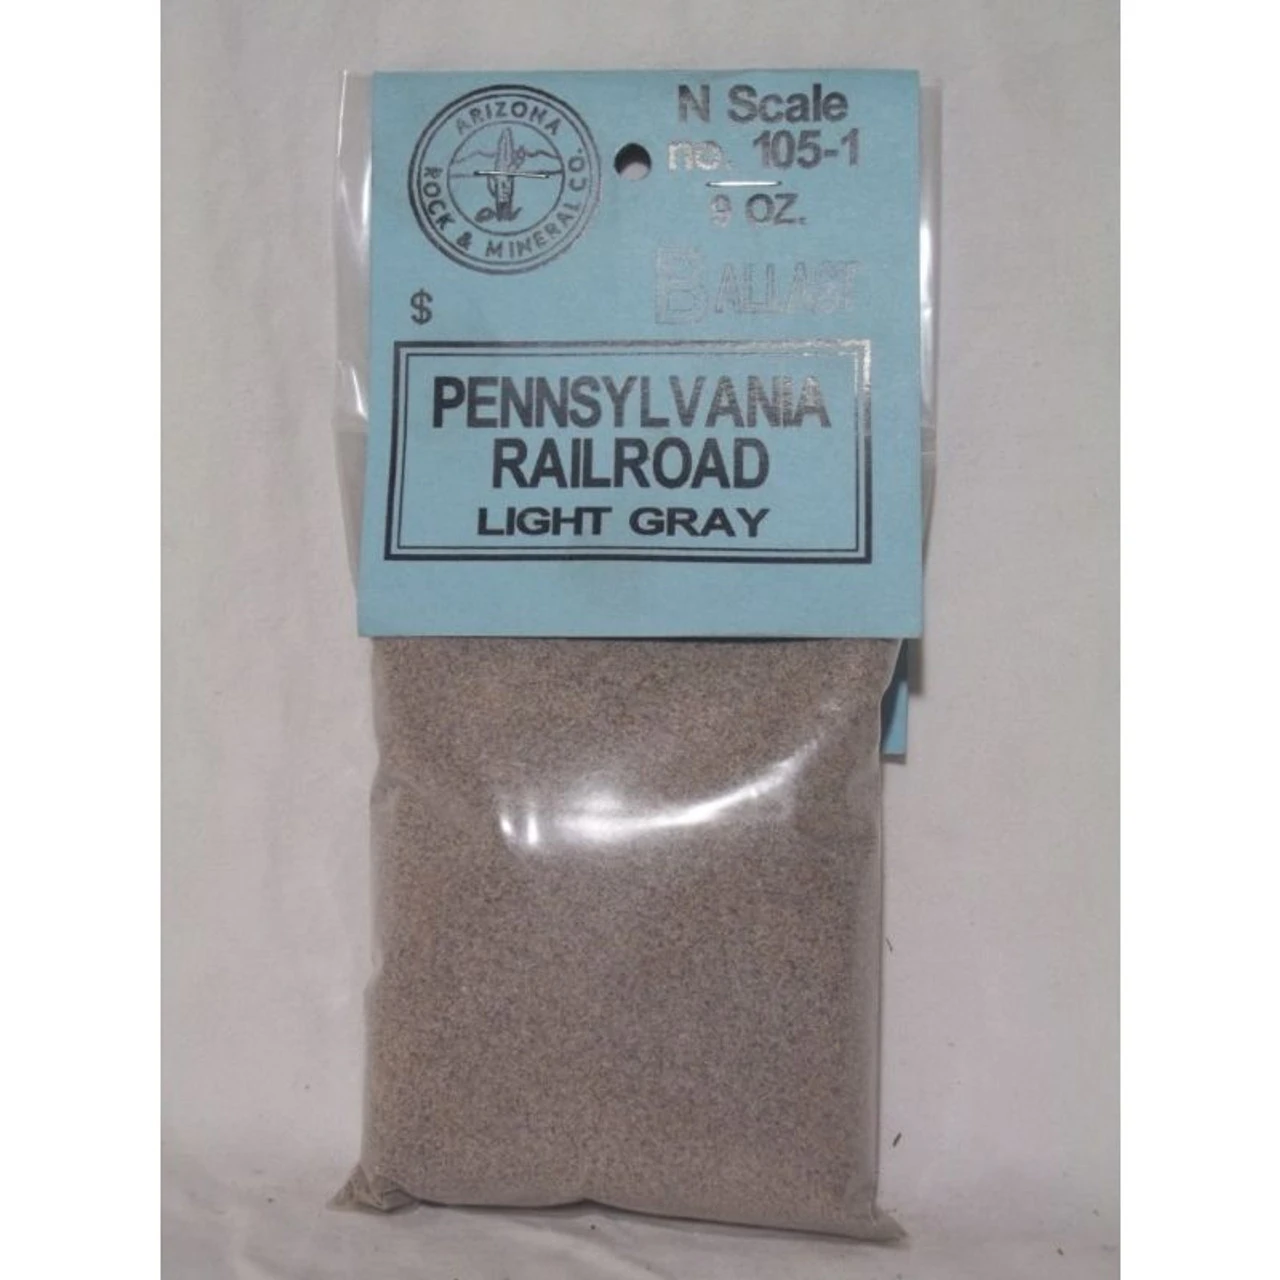 ARIZONA
ROCK & MINERAL CO.
N Scale
no. 105-1
9 OZ.
BALLAST
$
PENNSYLVANIA
RAILROAD
LIGHT GRAY